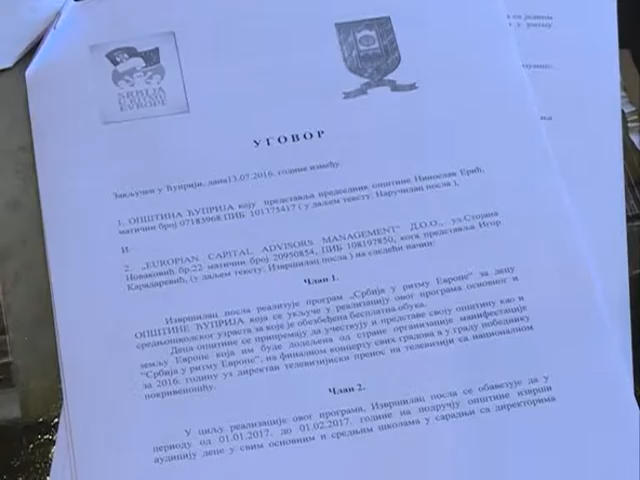 SRBIJA
U RITMU
EVROPE
УГОВОР
Закључен у Ћуприји, дана13.07.2016. године између:
1. ОПШТИНА ЋУПРИЈА коју представља председник општине Нинослав Ерић,
матични број 07183968 ПИБ 101375417 ( у даљем тексту: Наручилац посла ),
И
2. „EUROPIAN CAPITAL ADVISORS MANAGEMENT“ Д.О.О., ул.Стојана
Новаковић бр.22 матични број 20950854, ПИБ 108197850, кога представља Игор
Карадаревић, (у даљем тексту: Извршилац посла ) на следећи начин:
Члан 1.
Извршилац посла реализује програм „Србија у ритму Европе“ за децу
ОПШТИНЕ ЋУПРИЈА која се укључе у реализацију овог програма основног и
средњошколског узраста за које је обезбеђена бесплатна обука.
Деца општине се припремају да учествују и представе своју општину као и
земљу Европе која им буде додељена од стране организације манифестације
“Србија у ритму Европе“, на финалном концерту свих градова а у граду победнику
за 2016. годину уз директан телевизијски пренос на телевизији са националном
покривеношћу.
Члан 2.
У циљу реализације овог програма, Извршилац посла се обавезује да у
периоду од 01.01.2017. до 01.02.2017. године на подручју општине изврши
аудицију деце у свим основним и средњим школама у сарадњи са директорима